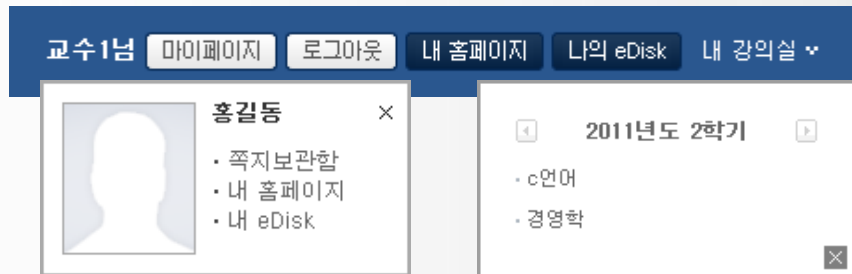 교수1님 마이페이지 로그아웃 내 홈페이지 나의 eDisk 내 강의실
홍길동
· 쪽지보관함
· 내 홈페이지
· 내 eDisk
2011년도 2학기
· c언어
· 경영학